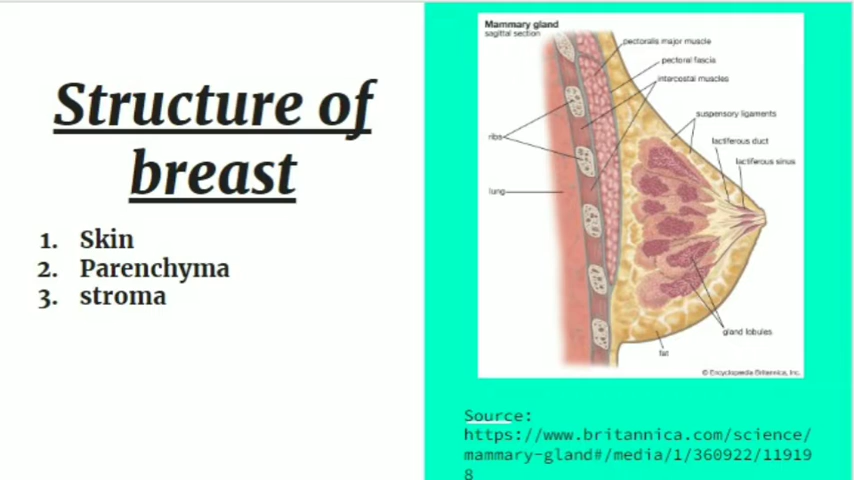 Structure of
breast
1. Skin
2. Parenchyma
3. stroma
Mammary gland
sagittal section
pectoralis major muscle
pectoral fascia
intercostal muscles
suspensory ligaments
lactiferous duct
lactiferous sinus
ribs
lung
gland lobules
fat
© Encyclopædia Britannica, Inc.
Source:
https://www.britannica.com/science/
mammary-gland#/media/1/360922/11919
8